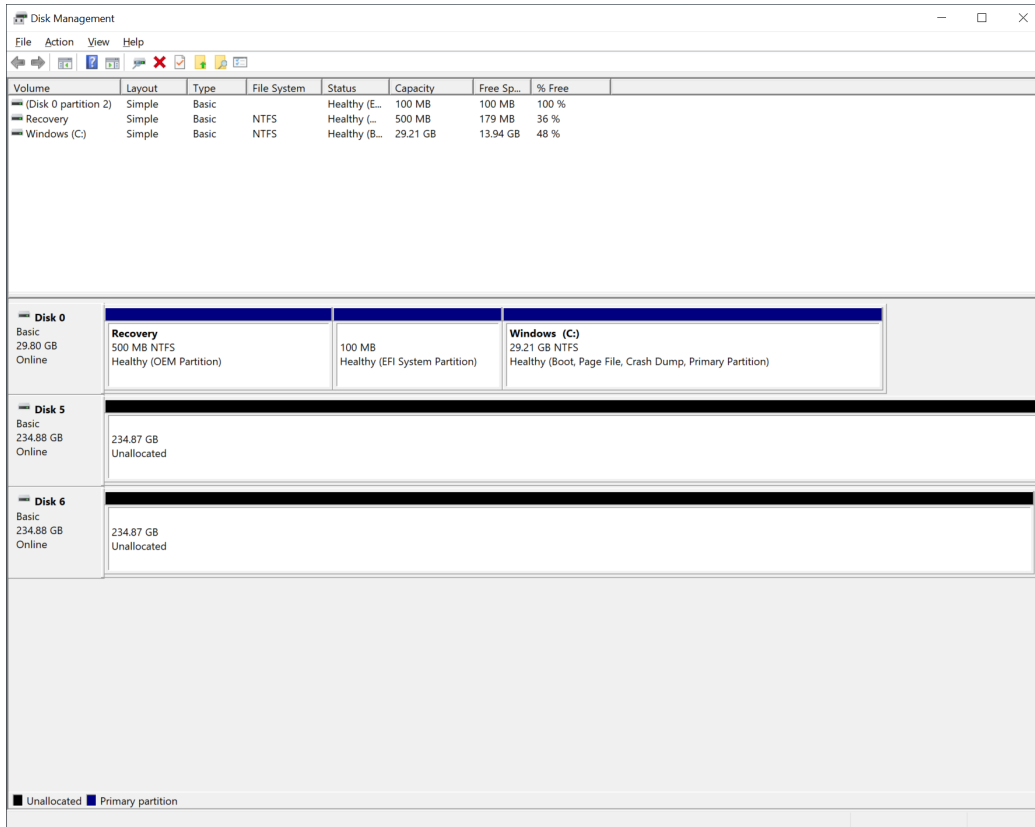 Disk Management
File Action View Help
Volume Layout Type File System Status Capacity Free Sp... % Free
(Disk 0 partition 2) Simple Basic Healthy (E... 100 MB 100 MB 100 %
Recovery Simple Basic NTFS Healthy (... 500 MB 179 MB 36 %
Windows (C:) Simple Basic NTFS Healthy (B... 29.21 GB 13.94 GB 48 %
Disk 0
Basic
29.80 GB
Online
Recovery
500 MB NTFS
Healthy (OEM Partition)
100 MB
Healthy (EFI System Partition)
Windows (C:)
29.21 GB NTFS
Healthy (Boot, Page File, Crash Dump, Primary Partition)
Disk 5
Basic
234.88 GB
Online
234.87 GB
Unallocated
Disk 6
Basic
234.88 GB
Online
234.87 GB
Unallocated
Unallocated Primary partition